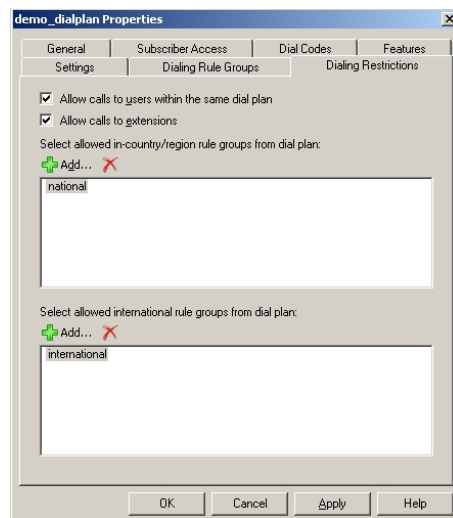 demo_dialplan Properties
General Subscriber Access Dial Codes Features
Settings Dialing Rule Groups Dialing Restrictions
Allow calls to users within the same dial plan
Allow calls to extensions
Select allowed in-country/region rule groups from dial plan:
Add...
national
Select allowed international rule groups from dial plan:
Add...
international
OK Cancel Apply Help